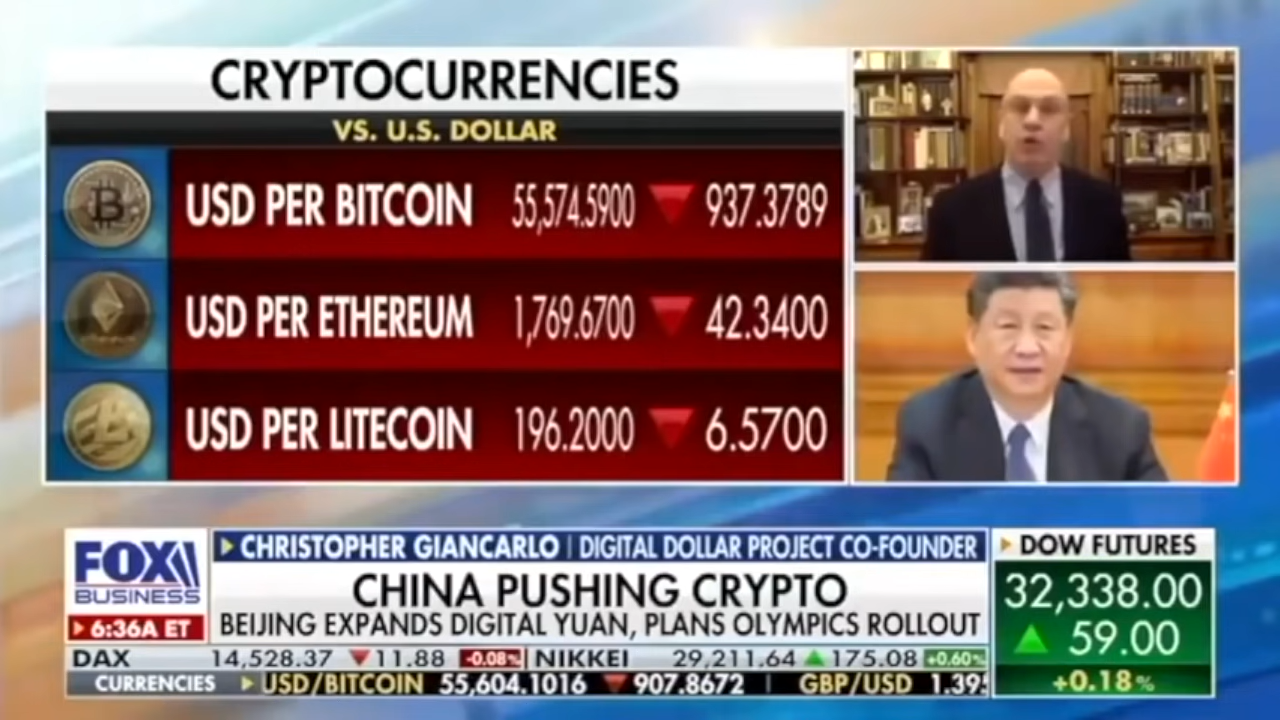 CRYPTOCURRENCIES
VS. U.S. DOLLAR
USD PER BITCOIN 55,574.5900 ▼ 937.3789
USD PER ETHEREUM 1,769.6700 ▼ 42.3400
USD PER LITECOIN 196.2000 ▼ 6.5700
FOX BUSINESS
6:36A ET
CHRISTOPHER GIANCARLO | DIGITAL DOLLAR PROJECT CO-FOUNDER
CHINA PUSHING CRYPTO
BEIJING EXPANDS DIGITAL YUAN, PLANS OLYMPICS ROLLOUT
DOW FUTURES
32,338.00
▲ 59.00
+0.18%
DAX 14,528.37 ▼ 11.88 -0.08% | NIKKEI 29,211.64 ▲ 175.08 +0.60%
CURRENCIES USD/BITCOIN 55,604.1016 ▼ 907.8672 | GBP/USD 1.39